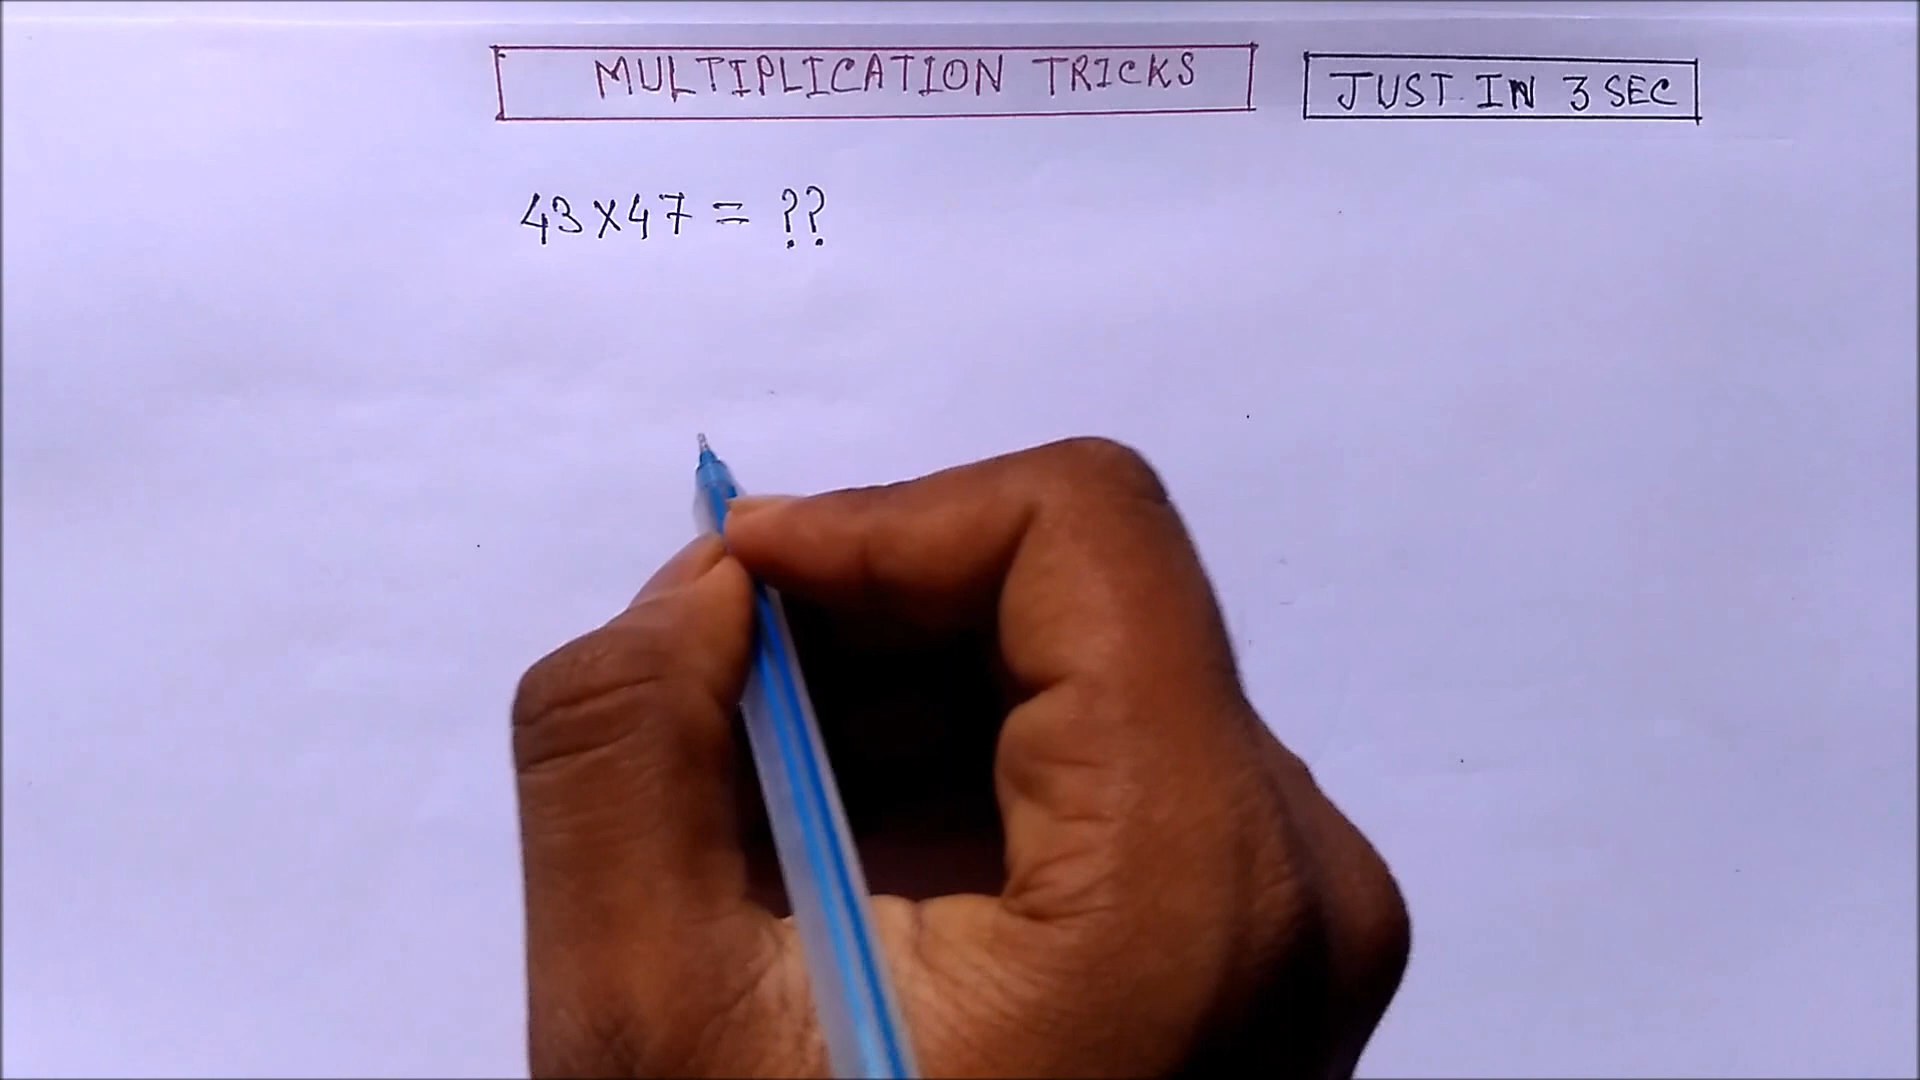 MULTIPLICATION TRICKS
JUST IN 3 SEC
43 x 47 = ??